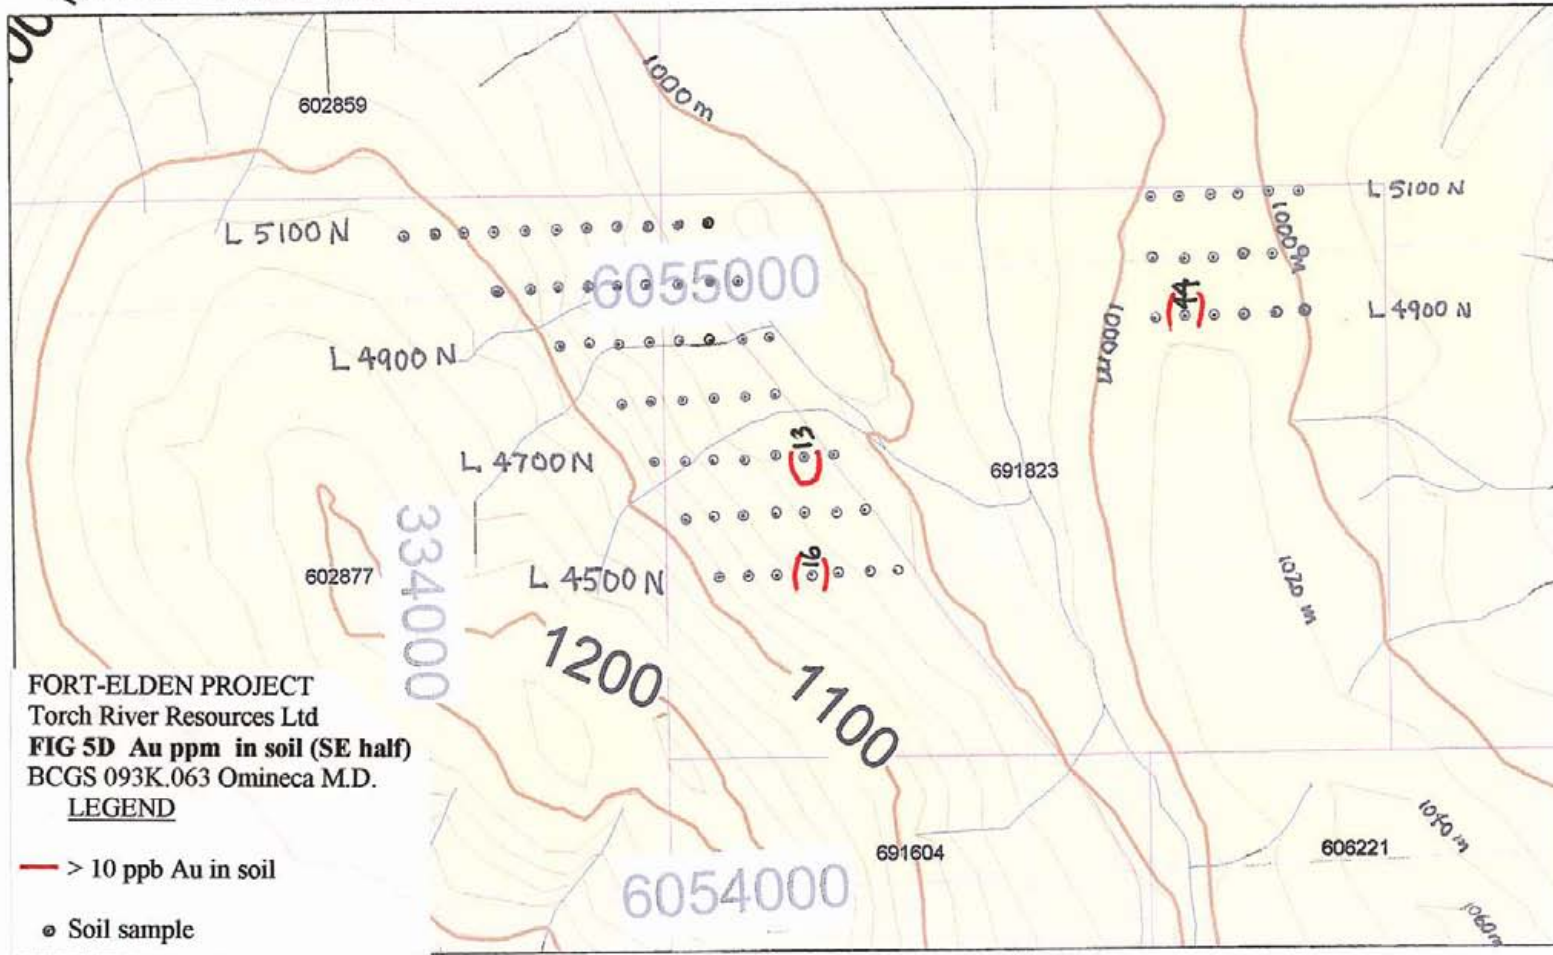 602859
1000 m
L 5100 N
L 5100 N
1000 m
6055000
44
L 4900 N
1000 m
L 4900 N
13
L 4700 N
691823
334000
602877
16
L 4500 N
1020 m
1200
1100
FORT-ELDEN PROJECT
Torch River Resources Ltd
FIG 5D Au ppm in soil (SE half)
BCGS 093K.063 Omineca M.D.
LEGEND
> 10 ppb Au in soil
Soil sample
1040 m
691604
606221
6054000
1060m